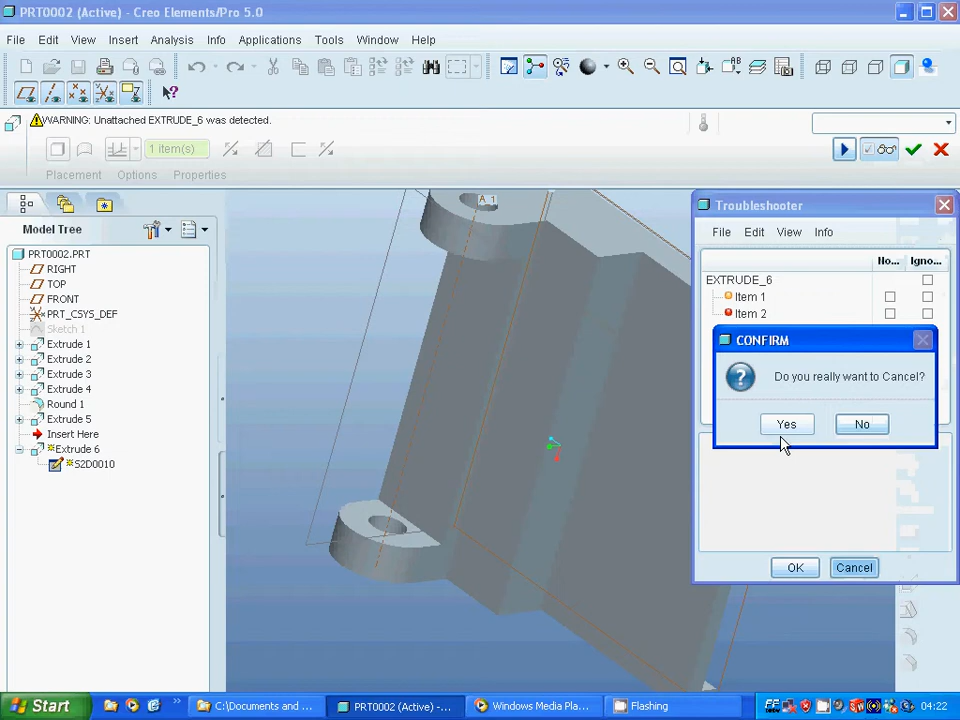 PRT0002 (Active) - Creo Elements/Pro 5.0
File Edit View Insert Analysis Info Applications Tools Window Help
WARNING: Unattached EXTRUDE_6 was detected.
1 item(s)
Placement Options Properties
Model Tree
PRT0002.PRT
RIGHT
TOP
FRONT
PRT_CSYS_DEF
Sketch 1
Extrude 1
Extrude 2
Extrude 3
Extrude 4
Round 1
Extrude 5
Insert Here
Extrude 6
S2D0010
A 1
Troubleshooter
File Edit View Info
No... Igno...
EXTRUDE_6
Item 1
Item 2
CONFIRM
Do you really want to Cancel?
Yes No
OK Cancel
Start
C:\Documents and ...
PRT0002 (Active) -...
Windows Media Pla...
Flashing
04:22